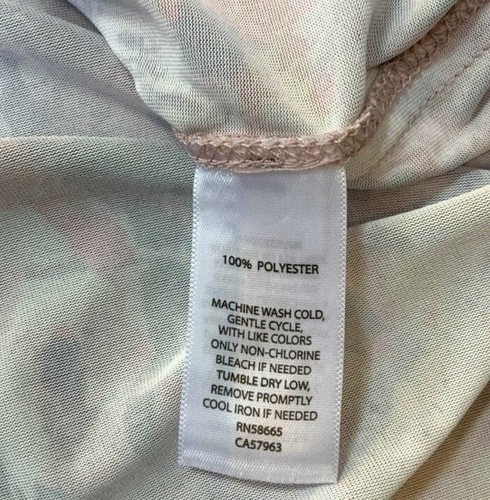 100% POLYESTER
MACHINE WASH COLD,
GENTLE CYCLE,
WITH LIKE COLORS
ONLY NON-CHLORINE
BLEACH IF NEEDED
TUMBLE DRY LOW,
REMOVE PROMPTLY
COOL IRON IF NEEDED
RN58665
CA57963